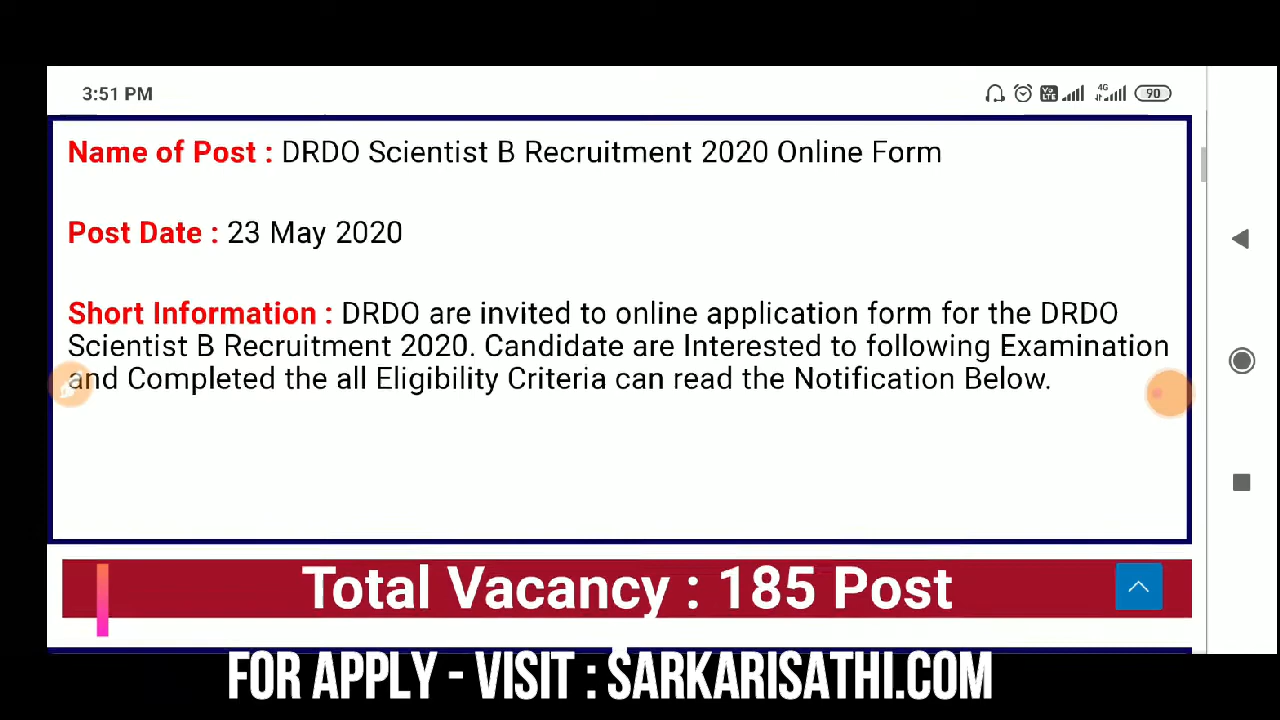 3:51 PM
Vo LTE 4G 90
Name of Post : DRDO Scientist B Recruitment 2020 Online Form
Post Date : 23 May 2020
Short Information : DRDO are invited to online application form for the DRDO
Scientist B Recruitment 2020. Candidate are Interested to following Examination
and Completed the all Eligibility Criteria can read the Notification Below.
Total Vacancy : 185 Post
FOR APPLY - VISIT : SARKARISATHI.COM